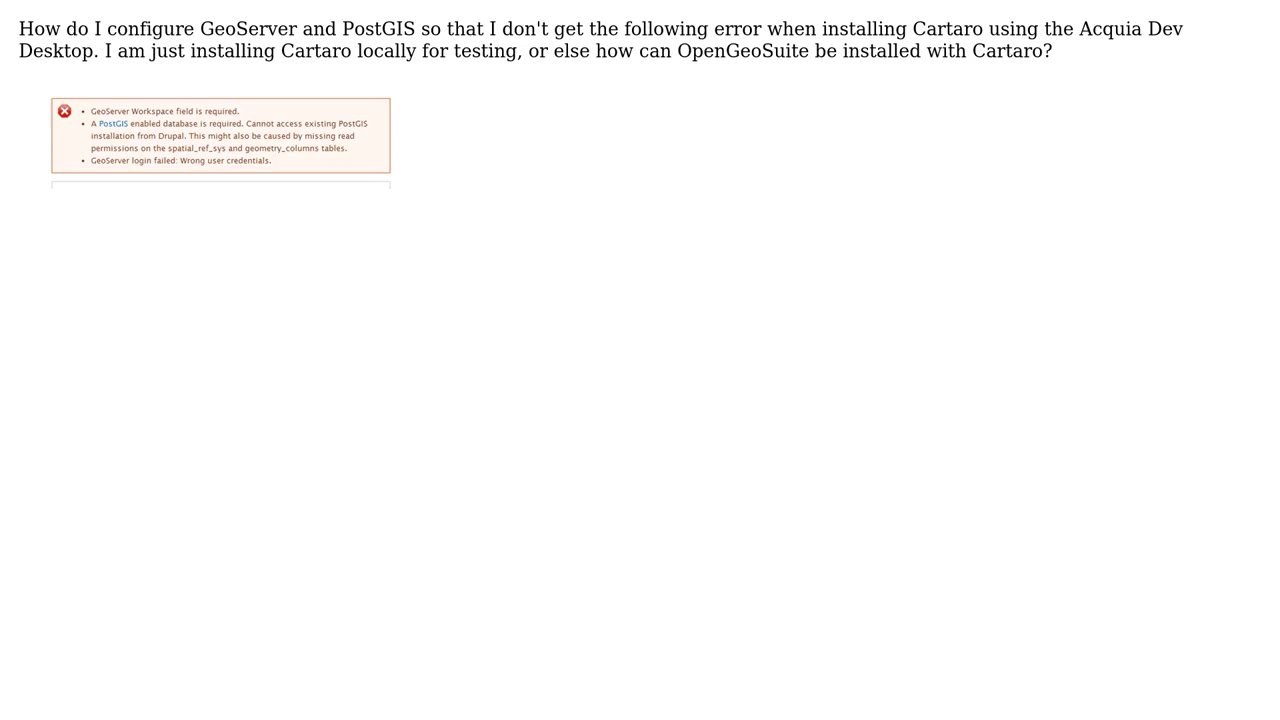 How do I configure GeoServer and PostGIS so that I don't get the following error when installing Cartaro using the Acquia Dev
Desktop. I am just installing Cartaro locally for testing, or else how can OpenGeoSuite be installed with Cartaro?
• GeoServer Workspace field is required.
• A PostGIS enabled database is required. Cannot access existing PostGIS
installation from Drupal. This might also be caused by missing read
permissions on the spatial_ref_sys and geometry_columns tables.
• GeoServer login failed: Wrong user credentials.